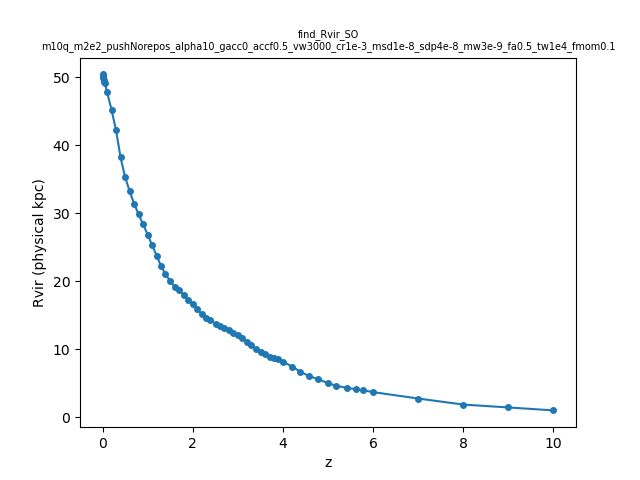 find_Rvir_SO
m10q_m2e2_pushNorepos_alpha10_gacc0_accf0.5_vw3000_cr1e-3_msd1e-8_sdp4e-8_mw3e-9_fa0.5_tw1e4_fmom0.1
50
40
30
20
10
0
Rvir (physical kpc)
0 2 4 6 8 10
z